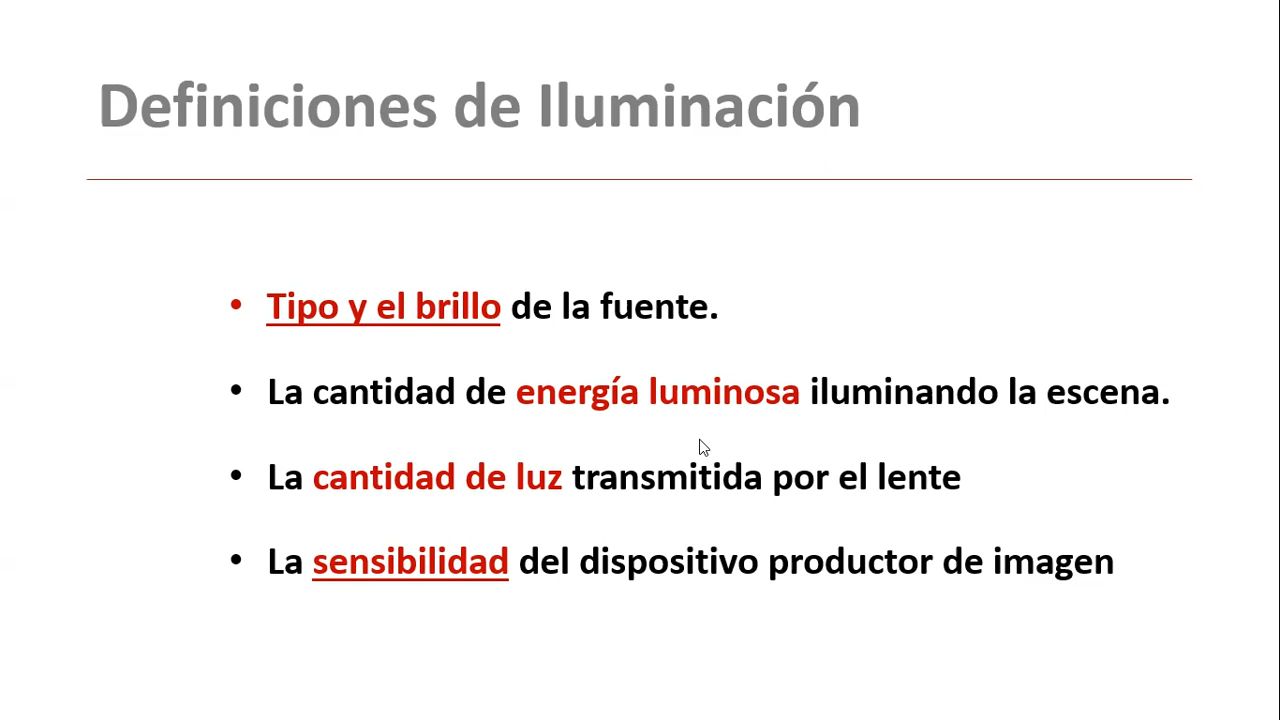 Definiciones de Iluminación
• Tipo y el brillo de la fuente.
• La cantidad de energía luminosa iluminando la escena.
• La cantidad de luz transmitida por el lente
• La sensibilidad del dispositivo productor de imagen